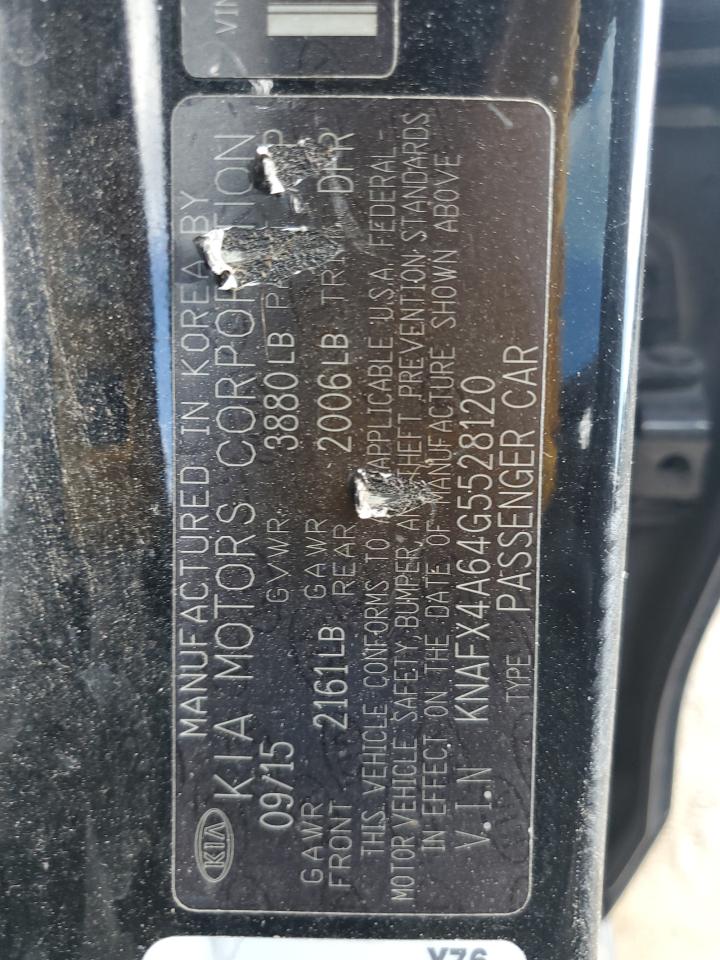 VIN
MANUFACTURED IN KOREA BY
KIA KIA MOTORS CORPORATION
09/15 GVWR 3880LB
GAWR FRONT 2161LB GAWR REAR 2006LB
THIS VEHICLE CONFORMS TO APPLICABLE U.S.A FEDERAL
MOTOR VEHICLE SAFETY, BUMPER, AND THEFT PREVENTION STANDARDS
IN EFFECT ON THE DATE OF MANUFACTURE SHOWN ABOVE
V.I.N KNAFX4A64G5528120
TYPE PASSENGER CAR